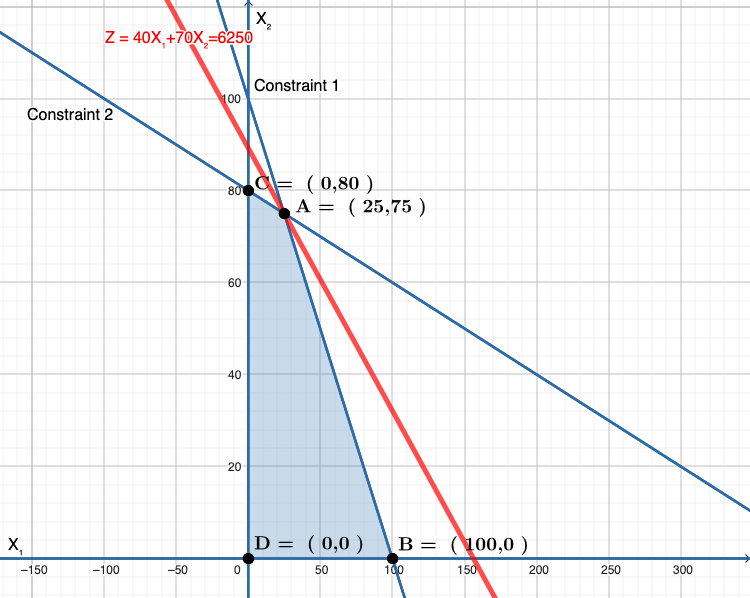 X₂
Z = 40X₁+70X₂=6250
Constraint 1
100
Constraint 2
C = ( 0,80 )
80
A = ( 25,75 )
60
40
20
X₁
D = ( 0,0 )
B = ( 100,0 )
−150
−100
−50
0
50
100
150
200
250
300